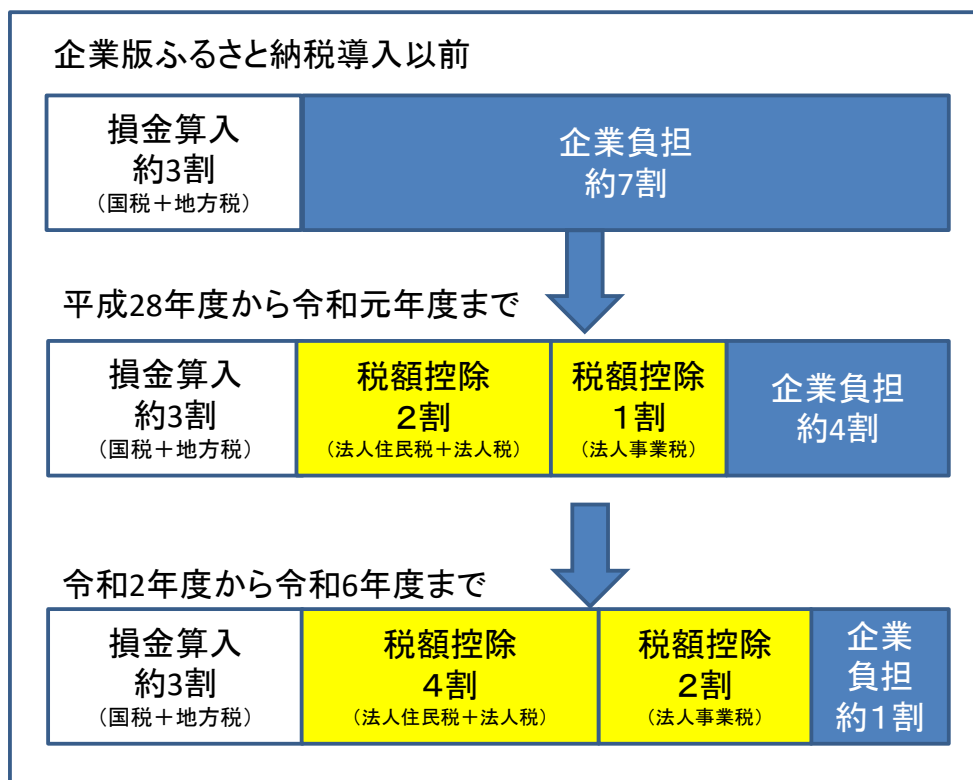 企業版ふるさと納税導入以前
損金算入
約3割
（国税＋地方税）
企業負担
約7割
平成28年度から令和元年度まで
損金算入
約3割
（国税＋地方税）
税額控除
２割
（法人住民税＋法人税）
税額控除
1割
（法人事業税）
企業負担
約4割
令和2年度から令和6年度まで
損金算入
約3割
（国税＋地方税）
税額控除
４割
（法人住民税＋法人税）
税額控除
２割
（法人事業税）
企業
負担
約１割